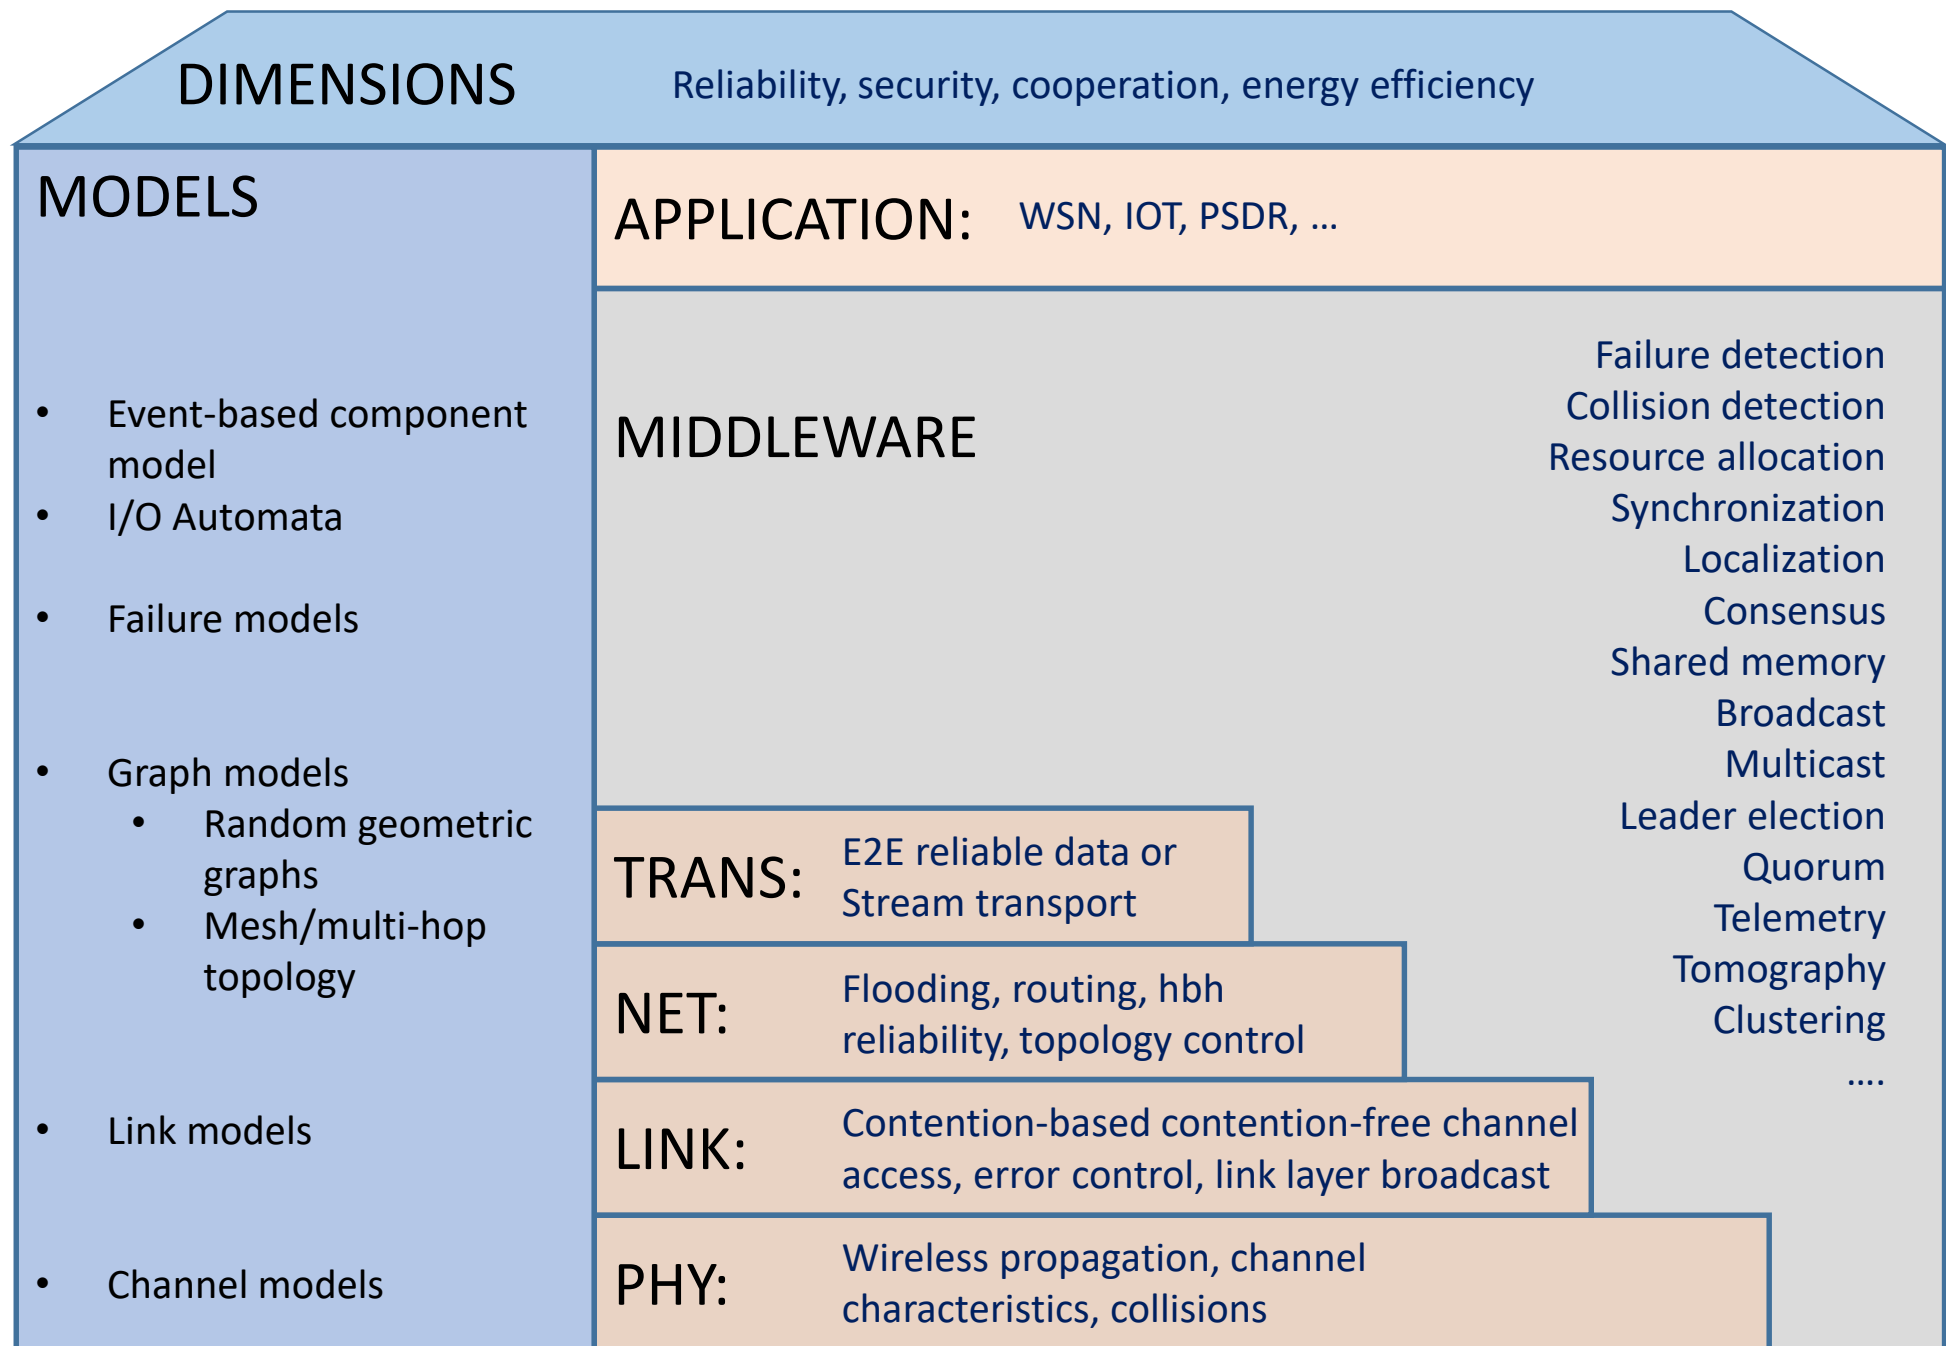 DIMENSIONS
Reliability, security, cooperation, energy efficiency
MODELS
• Event-based component
model
• I/O Automata
• Failure models
• Graph models
• Random geometric
graphs
• Mesh/multi-hop
topology
• Link models
• Channel models
APPLICATION:
WSN, IOT, PSDR, ...
MIDDLEWARE
Failure detection
Collision detection
Resource allocation
Synchronization
Localization
Consensus
Shared memory
Broadcast
Multicast
Leader election
Quorum
Telemetry
Tomography
Clustering
....
TRANS:
E2E reliable data or
Stream transport
NET:
Flooding, routing, hbh
reliability, topology control
LINK:
Contention-based contention-free channel
access, error control, link layer broadcast
PHY:
Wireless propagation, channel
characteristics, collisions